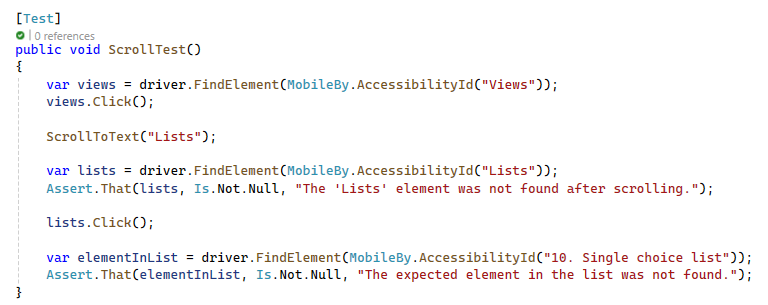 [Test]
| 0 references
public void ScrollTest()
{
var views = driver.FindElement(MobileBy.AccessibilityId("Views"));
views.Click();
ScrollToText("Lists");
var lists = driver.FindElement(MobileBy.AccessibilityId("Lists"));
Assert.That(lists, Is.Not.Null, "The 'Lists' element was not found after scrolling.");
lists.Click();
var elementInList = driver.FindElement(MobileBy.AccessibilityId("10. Single choice list"));
Assert.That(elementInList, Is.Not.Null, "The expected element in the list was not found.");
}